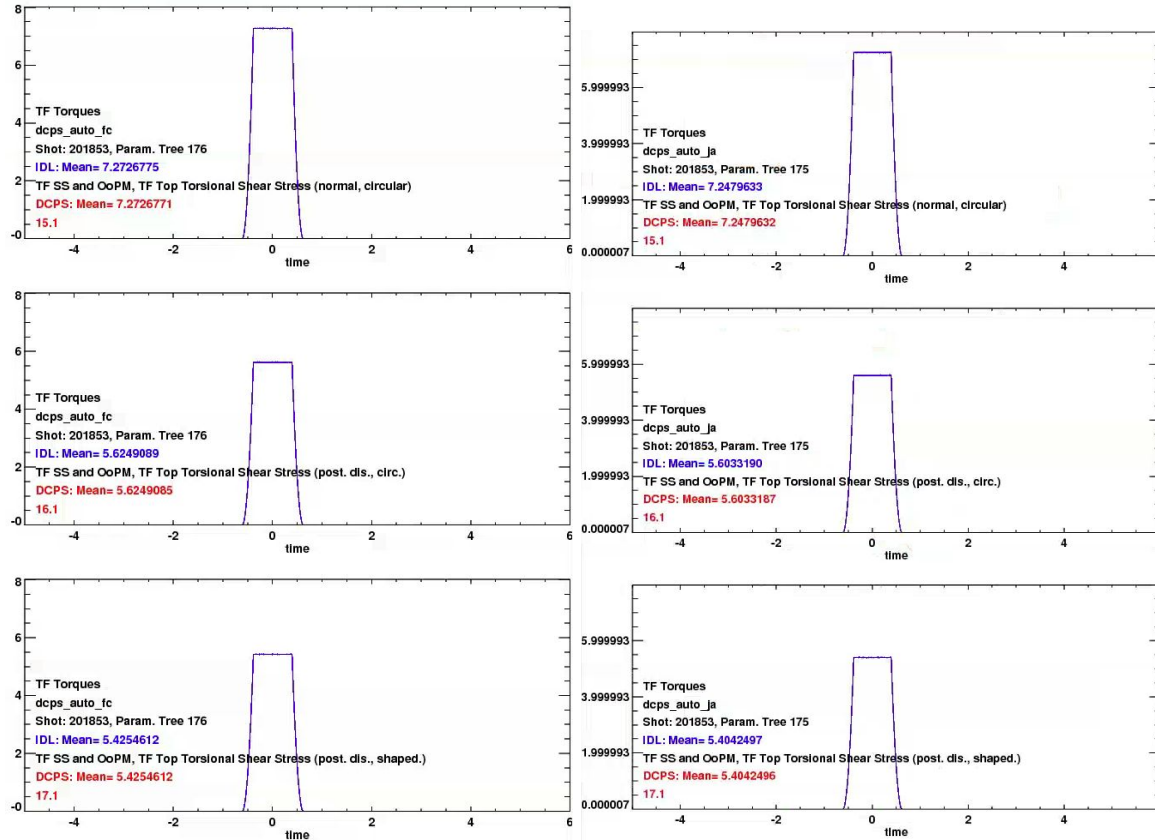 8
6
4
2
-0
TF Torques
dcps_auto_fc
Shot: 201853, Param. Tree 176
IDL: Mean= 7.2726775
TF SS and OoPM, TF Top Torsional Shear Stress (normal, circular)
DCPS: Mean= 7.2726771
15.1
-4 -2 0 2 4 6
time
5.999993
3.999993
1.999993
0.000007
TF Torques
dcps_auto_ja
Shot: 201853, Param. Tree 175
IDL: Mean= 7.2479633
TF SS and OoPM, TF Top Torsional Shear Stress (normal, circular)
DCPS: Mean= 7.2479632
15.1
-4 -2 0 2 4
time
8
6
4
2
-0
TF Torques
dcps_auto_fc
Shot: 201853, Param. Tree 176
IDL: Mean= 5.6249089
TF SS and OoPM, TF Top Torsional Shear Stress (post. dis., circ.)
DCPS: Mean= 5.6249085
16.1
-4 -2 0 2 4 6
time
5.999993
3.999993
1.999993
0.000007
TF Torques
dcps_auto_ja
Shot: 201853, Param. Tree 175
IDL: Mean= 5.6033190
TF SS and OoPM, TF Top Torsional Shear Stress (post. dis., circ.)
DCPS: Mean= 5.6033187
16.1
-4 -2 0 2 4
time
8
6
4
2
-0
TF Torques
dcps_auto_fc
Shot: 201853, Param. Tree 176
IDL: Mean= 5.4254612
TF SS and OoPM, TF Top Torsional Shear Stress (post. dis., shaped.)
DCPS: Mean= 5.4254612
17.1
-4 -2 0 2 4 6
time
5.999993
3.999993
1.999993
0.000007
TF Torques
dcps_auto_ja
Shot: 201853, Param. Tree 175
IDL: Mean= 5.4042497
TF SS and OoPM, TF Top Torsional Shear Stress (post. dis., shaped.)
DCPS: Mean= 5.4042496
17.1
-4 -2 0 2 4
time